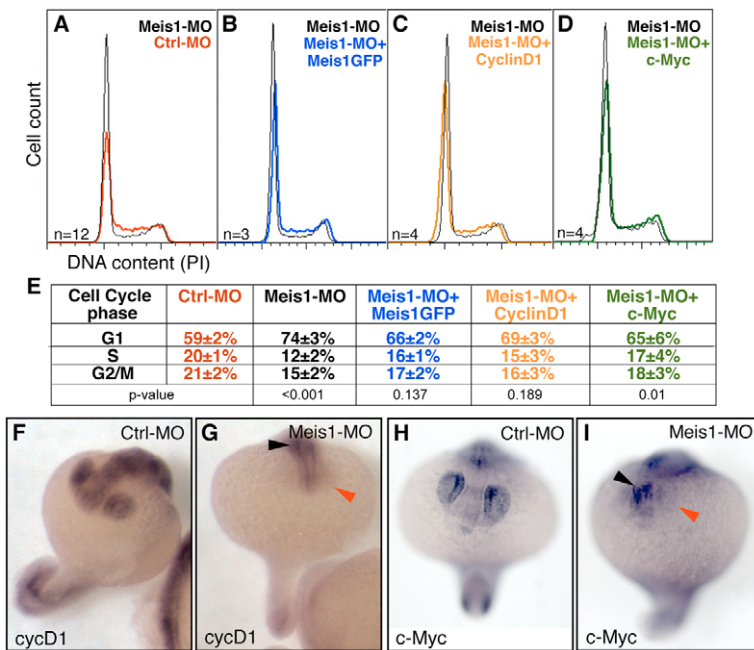 A
Meis1-MO
Ctrl-MO
n=12
B
Meis1-MO
Meis1-MO+
Meis1GFP
n=3
C
Meis1-MO
Meis1-MO+
CyclinD1
n=4
D
Meis1-MO
Meis1-MO+
c-Myc
n=4
Cell count
DNA content (PI)
E
Cell Cycle phase Ctrl-MO Meis1-MO Meis1-MO+ Meis1GFP Meis1-MO+ CyclinD1 Meis1-MO+ c-Myc
G1 59±2% 74±3% 66±2% 69±3% 65±6%
S 20±1% 12±2% 16±1% 15±3% 17±4%
G2/M 21±2% 15±2% 17±2% 16±3% 18±3%
p-value <0.001 0.137 0.189 0.01
F
Ctrl-MO
cycD1
G
Meis1-MO
cycD1
H
Ctrl-MO
c-Myc
I
Meis1-MO
c-Myc